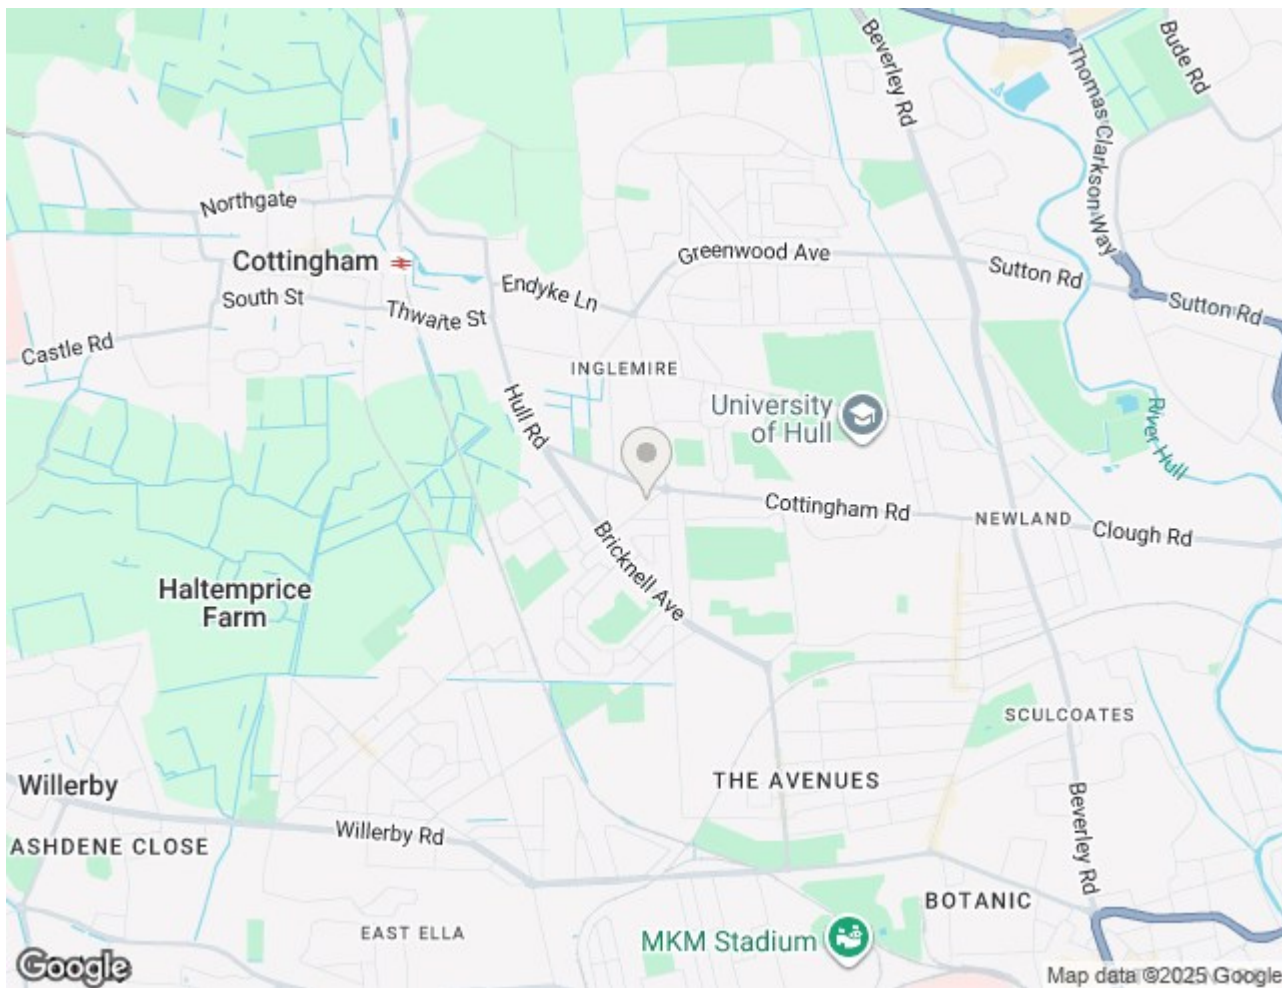 Beverley Rd
Bude Rd
Thomas Clarkson Way
Northgate
Cottingham
Greenwood Ave
Sutton Rd
Endyke Ln
South St
Thwaite St
Sutton Rd
Castle Rd
INGLEMIRE
Hull Rd
University
of Hull
River Hull
Cottingham Rd
NEWLAND
Clough Rd
Bricknell Ave
Haltemprice
Farm
SCULCOATES
THE AVENUES
Willerby
Willerby Rd
Beverley Rd
ASHDENE CLOSE
BOTANIC
EAST ELLA
MKM Stadium
Google
Map data ©2025 Google